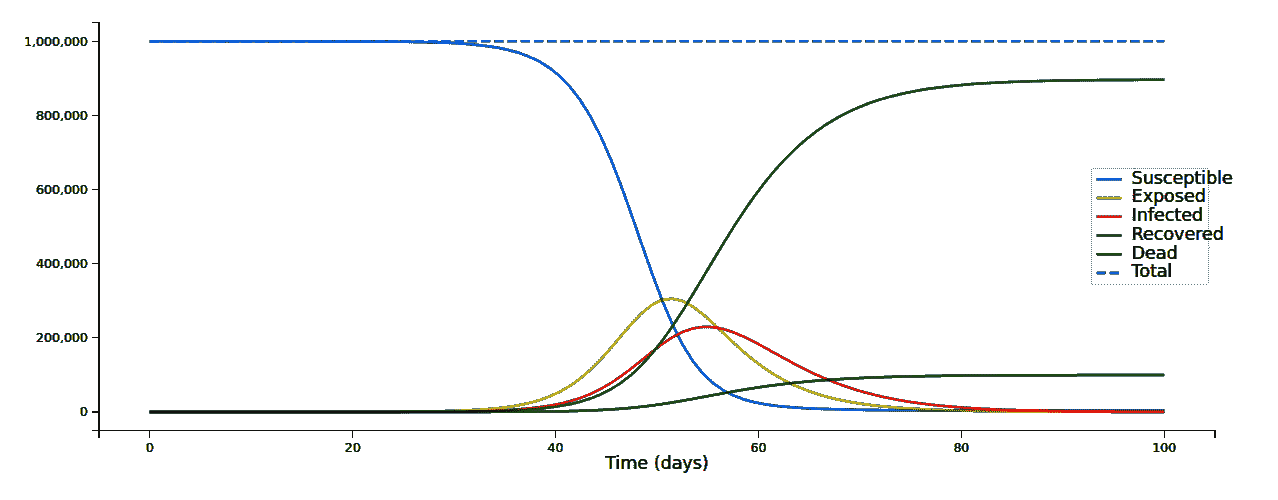 1,000,000
800,000
600,000
400,000
200,000
0
Susceptible
Exposed
Infected
Recovered
Dead
Total
0 20 40 60 80 100
Time (days)